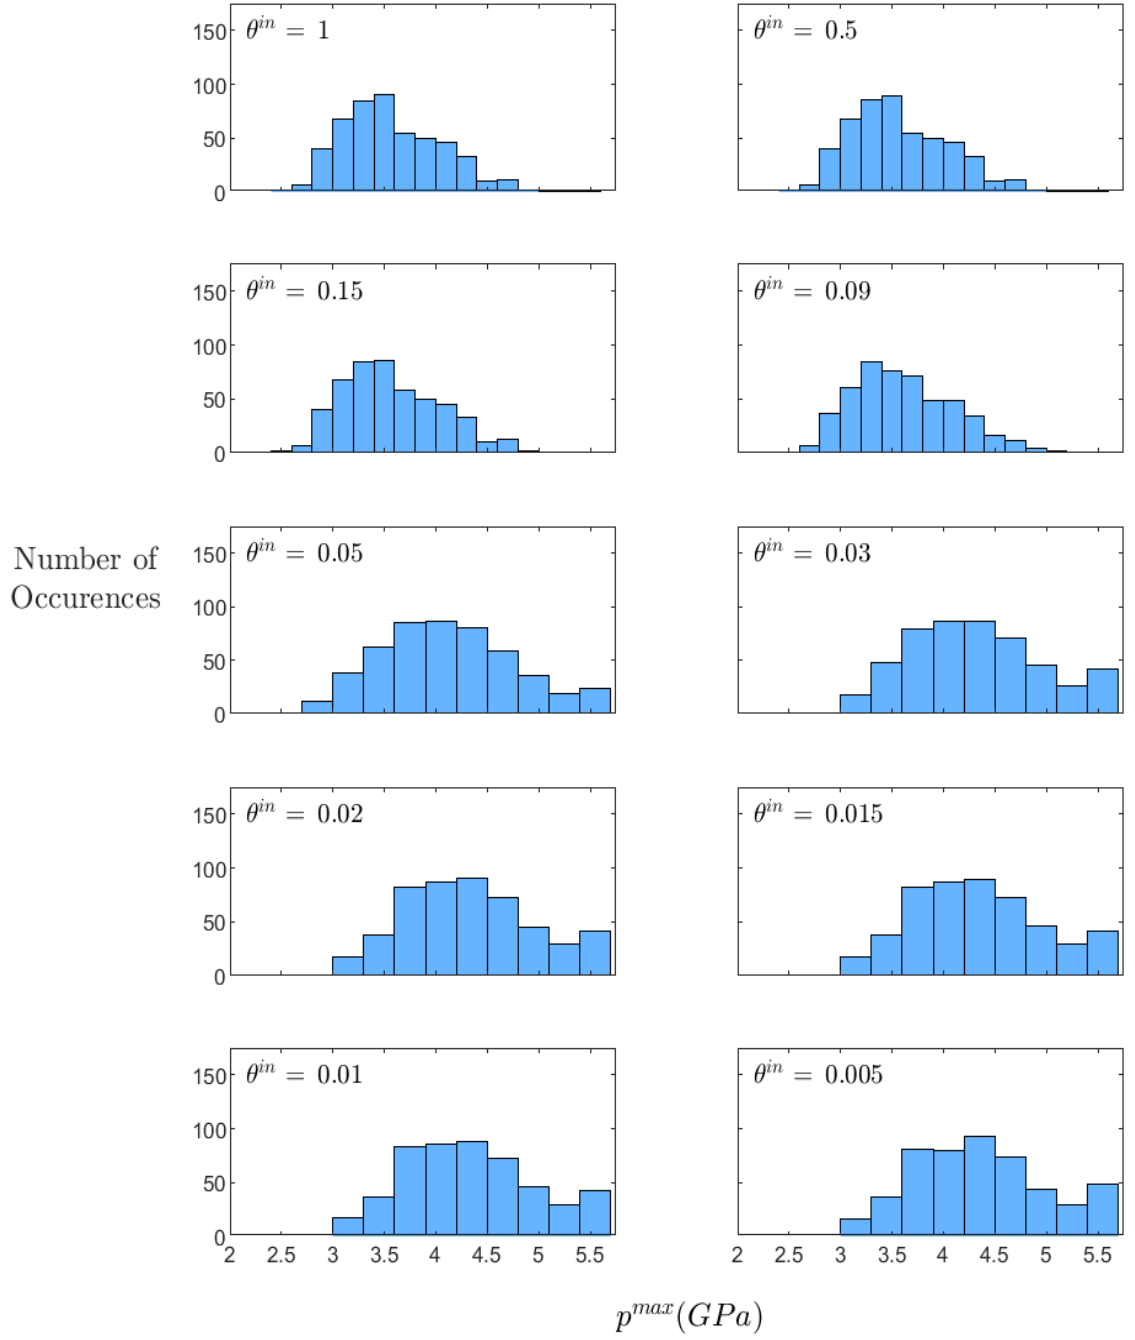 θ^in = 1
θ^in = 0.5
150
100
50
0
θ^in = 0.15
θ^in = 0.09
150
100
50
0
Number of
Occurences
θ^in = 0.05
θ^in = 0.03
150
100
50
0
θ^in = 0.02
θ^in = 0.015
150
100
50
0
θ^in = 0.01
θ^in = 0.005
150
100
50
0
2 2.5 3 3.5 4 4.5 5 5.5
2 2.5 3 3.5 4 4.5 5 5.5
p^max(GPa)